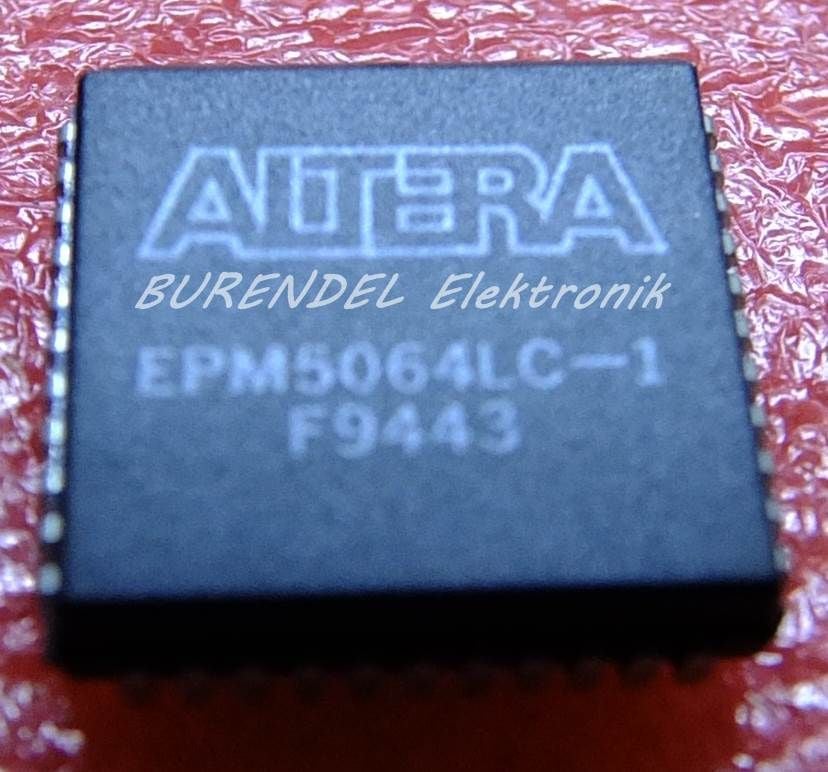 ALTERA
BURENDEL Elektronik
EPM5064LC-1
F9443